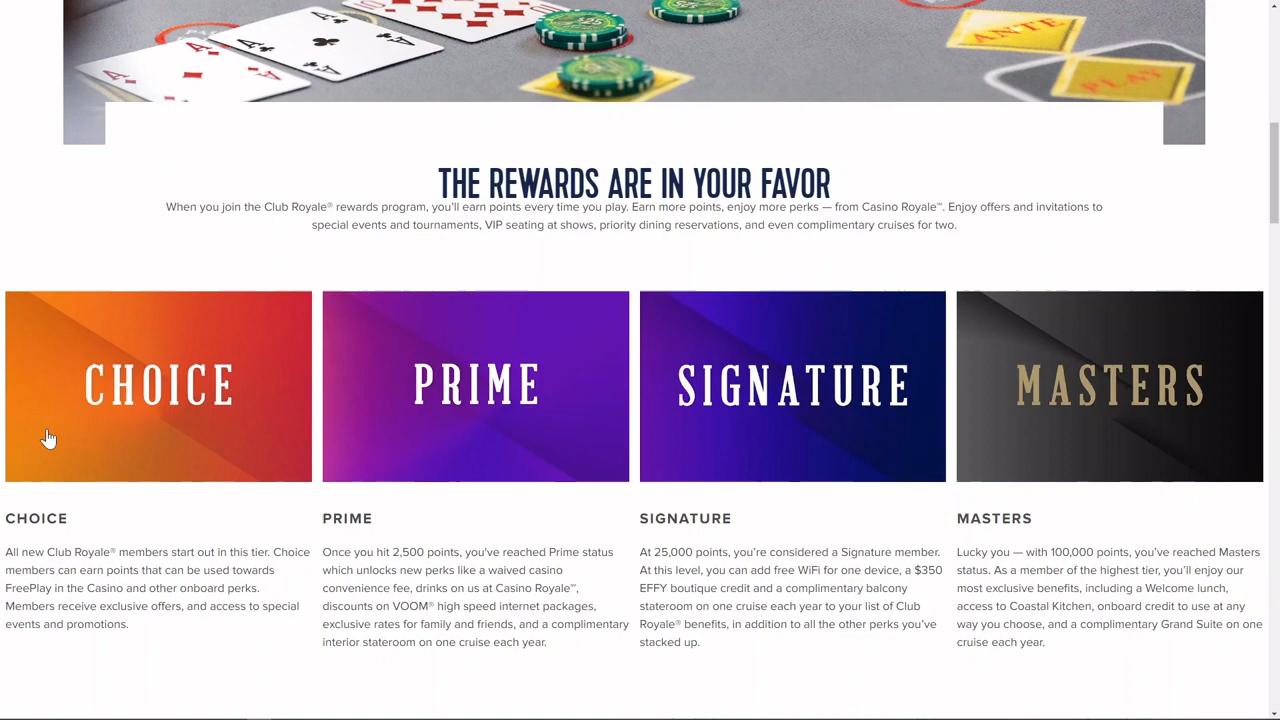 ANTE
PLAY
THE REWARDS ARE IN YOUR FAVOR
When you join the Club Royale® rewards program, you'll earn points every time you play. Earn more points, enjoy more perks — from Casino Royale℠. Enjoy offers and invitations to
special events and tournaments, VIP seating at shows, priority dining reservations, and even complimentary cruises for two.
CHOICE
PRIME
SIGNATURE
MASTERS
CHOICE
All new Club Royale® members start out in this tier. Choice
members can earn points that can be used towards
FreePlay in the Casino and other onboard perks.
Members receive exclusive offers, and access to special
events and promotions.
PRIME
Once you hit 2,500 points, you've reached Prime status
which unlocks new perks like a waived casino
convenience fee, drinks on us at Casino Royale℠,
discounts on VOOM® high speed internet packages,
exclusive rates for family and friends, and a complimentary
interior stateroom on one cruise each year.
SIGNATURE
At 25,000 points, you're considered a Signature member.
At this level, you can add free WiFi for one device, a $350
EFFY boutique credit and a complimentary balcony
stateroom on one cruise each year to your list of Club
Royale® benefits, in addition to all the other perks you've
stacked up.
MASTERS
Lucky you — with 100,000 points, you've reached Masters
status. As a member of the highest tier, you'll enjoy our
most exclusive benefits, including a Welcome lunch,
access to Coastal Kitchen, onboard credit to use at any
way you choose, and a complimentary Grand Suite on one
cruise each year.